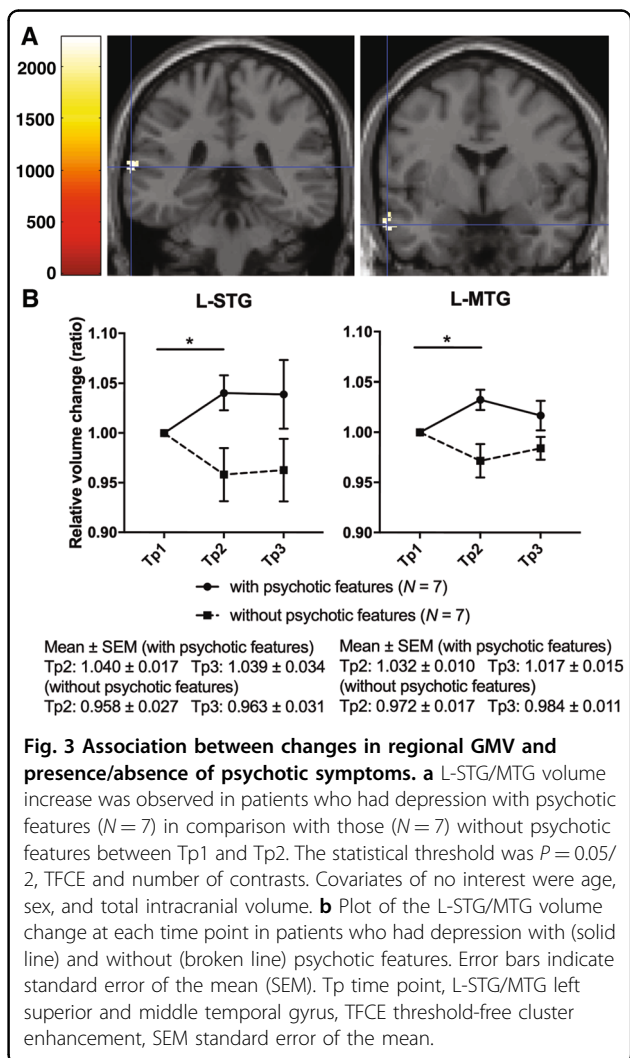 A
2000
1500
1000
500
0
B
L-STG
L-MTG
Relative volume change (ratio)
1.10
1.05
1.00
0.95
0.90
*
Tp1
Tp2
Tp3
1.10
1.05
1.00
0.95
0.90
*
Tp1
Tp2
Tp3
with psychotic features (N = 7)
without psychotic features (N = 7)
Mean ± SEM (with psychotic features)
Tp2: 1.040 ± 0.017 Tp3: 1.039 ± 0.034
(without psychotic features)
Tp2: 0.958 ± 0.027 Tp3: 0.963 ± 0.031
Mean ± SEM (with psychotic features)
Tp2: 1.032 ± 0.010 Tp3: 1.017 ± 0.015
(without psychotic features)
Tp2: 0.972 ± 0.017 Tp3: 0.984 ± 0.011
Fig. 3 Association between changes in regional GMV and
presence/absence of psychotic symptoms. a L-STG/MTG volume
increase was observed in patients who had depression with psychotic
features (N = 7) in comparison with those (N = 7) without psychotic
features between Tp1 and Tp2. The statistical threshold was P = 0.05/
2, TFCE and number of contrasts. Covariates of no interest were age,
sex, and total intracranial volume. b Plot of the L-STG/MTG volume
change at each time point in patients who had depression with (solid
line) and without (broken line) psychotic features. Error bars indicate
standard error of the mean (SEM). Tp time point, L-STG/MTG left
superior and middle temporal gyrus, TFCE threshold-free cluster
enhancement, SEM standard error of the mean.